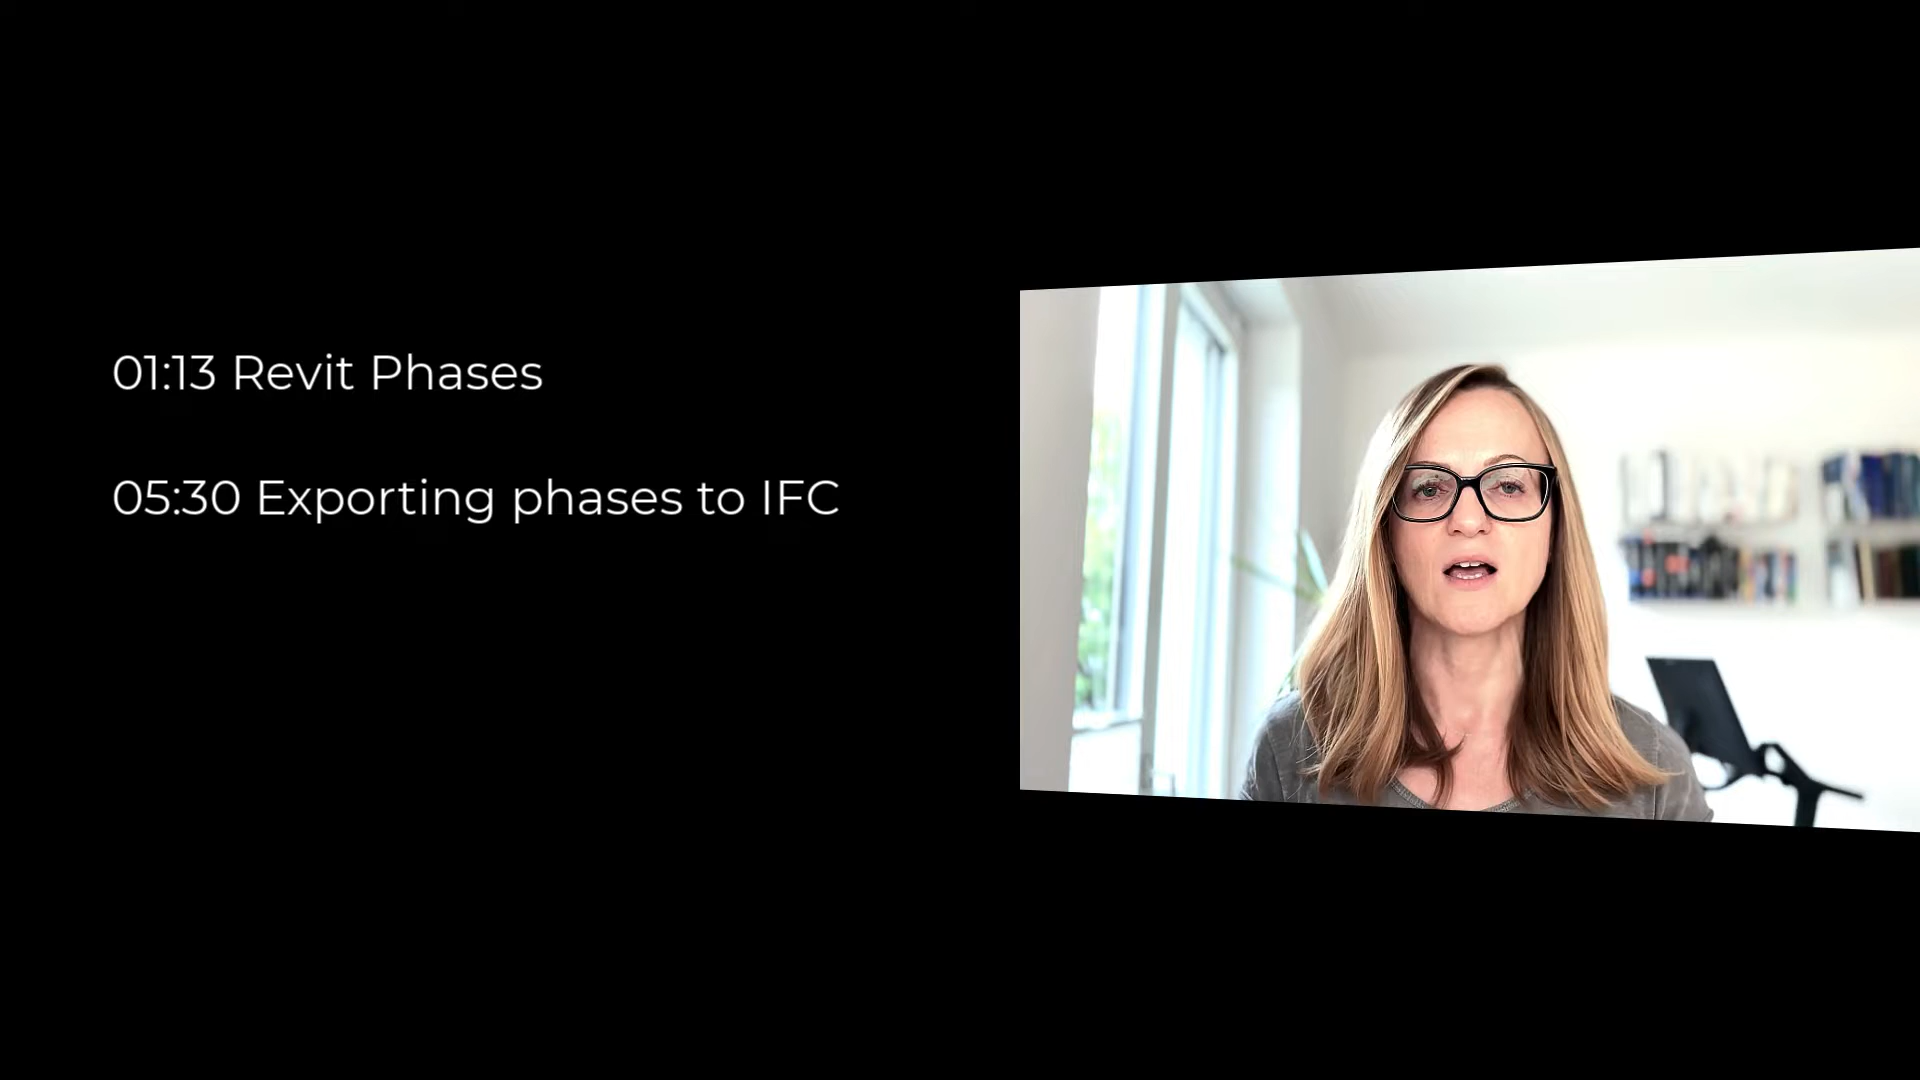 01:13 Revit Phases
05:30 Exporting phases to IFC